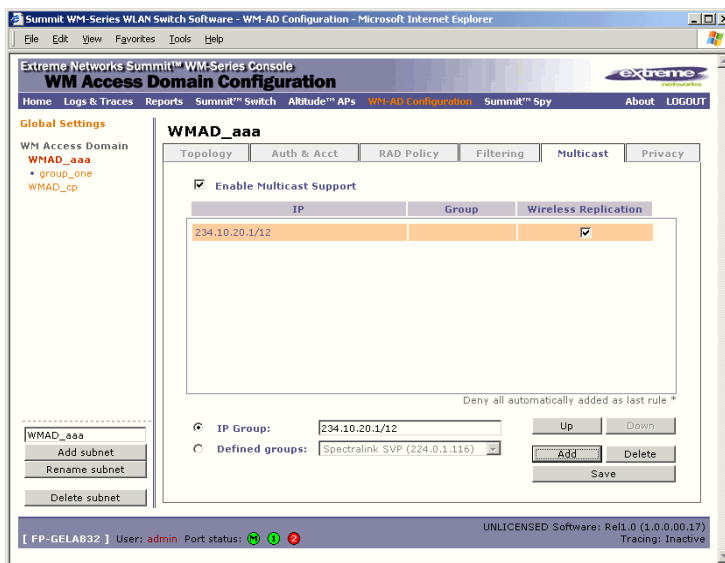 Summit WM-Series WLAN Switch Software - WM-AD Configuration - Microsoft Internet Explorer
File Edit View Favorites Tools Help
Extreme Networks Summit™ WM-Series Console
WM Access Domain Configuration
extreme
networks
Home Logs & Traces Reports Summit™ Switch Altitude™ APs WM-AD Configuration Summit™ Spy About LOGOUT
Global Settings
WM Access Domain
WMAD_aaa
• group_one
WMAD_cp
WMAD_aaa
Add subnet
Rename subnet
Delete subnet
WMAD_aaa
Topology Auth & Acct RAD Policy Filtering Multicast Privacy
Enable Multicast Support
IP Group Wireless Replication
234.10.20.1/12
Deny all automatically added as last rule *
IP Group: 234.10.20.1/12 Up Down
Defined groups: Spectralink SVP (224.0.1.116) Add Delete
Save
[ FP-GELAB32 ] User: admin Port status: M 1 2
UNLICENSED Software: Rel1.0 (1.0.0.00.17)
Tracing: Inactive